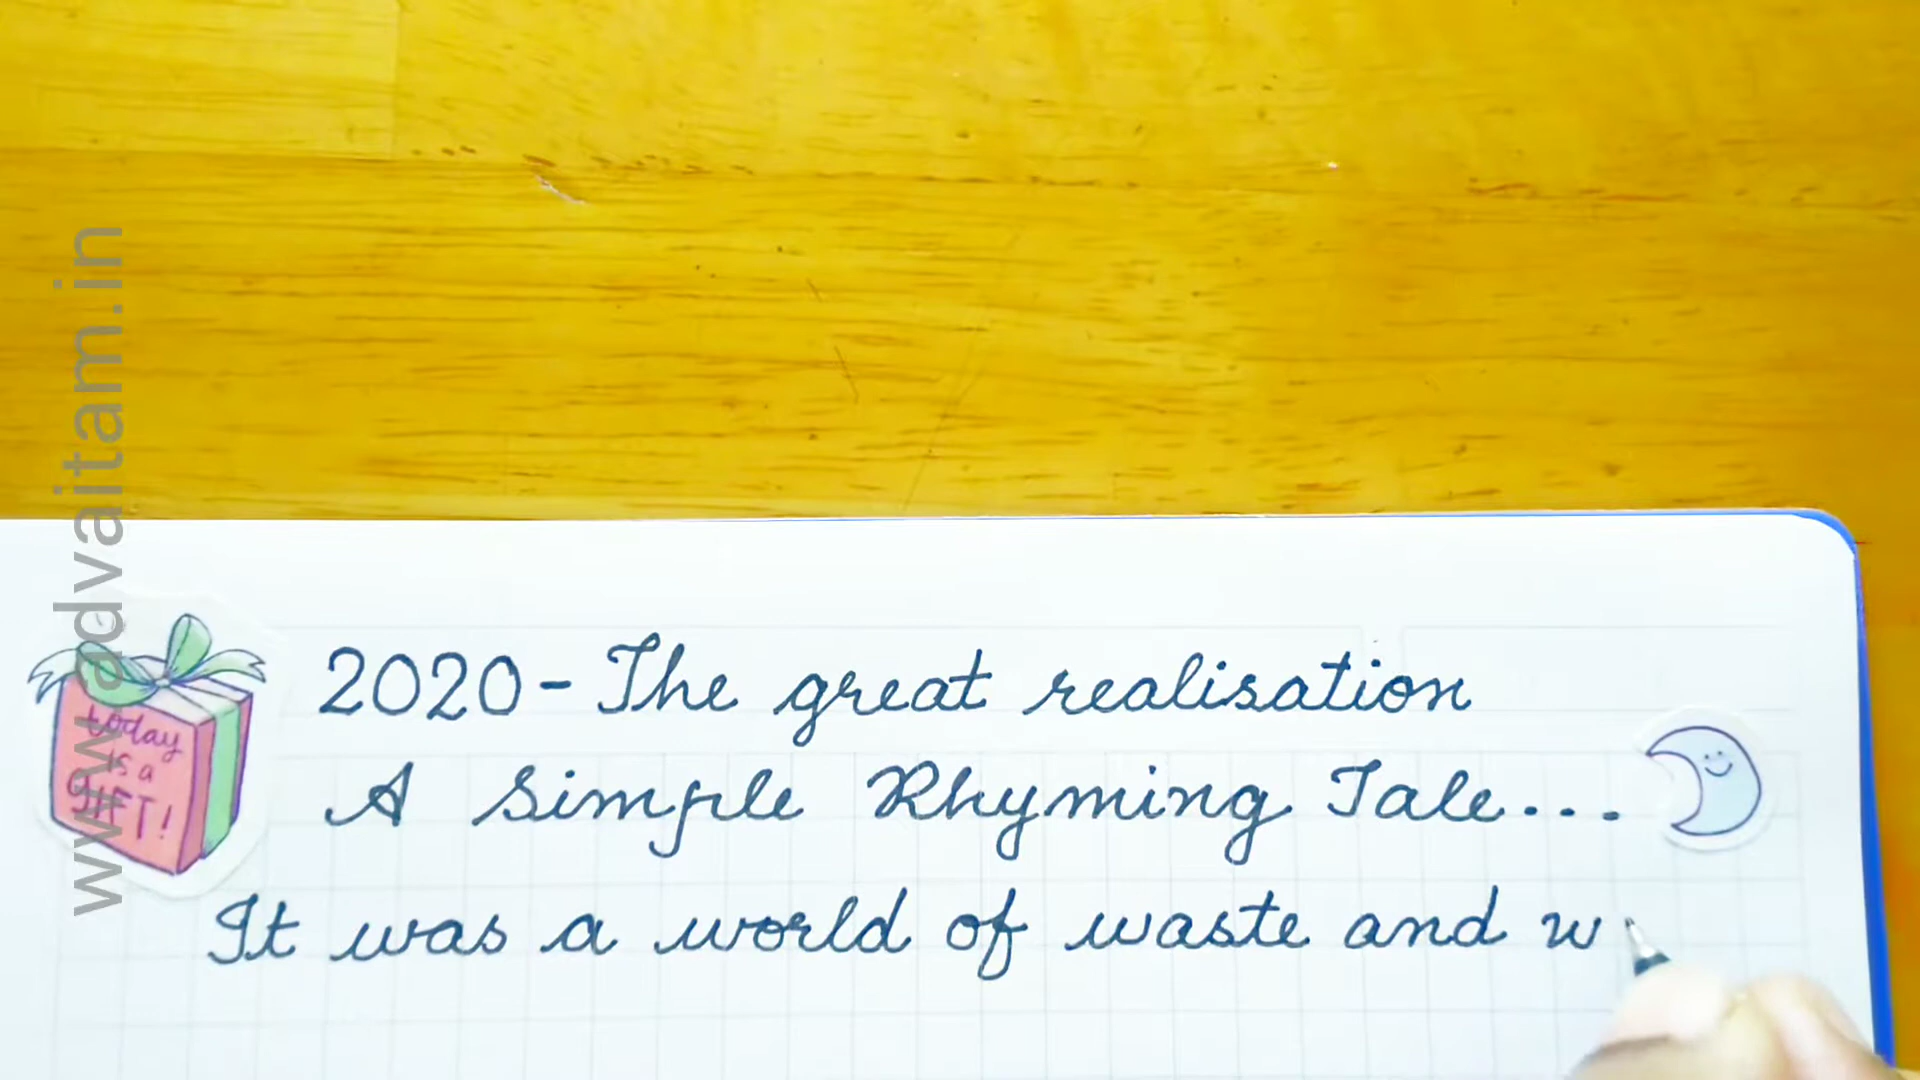 www.advaitam.in
today
is a
GIFT!
2020-The great realisation
A Simple Rhyming Tale...
It was a world of waste and w